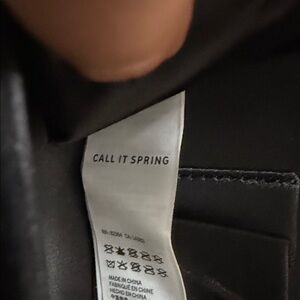 CALL IT SPRING
MADE IN CHINA
FABRIQUÉ EN CHINE
HECHO EN CHINA